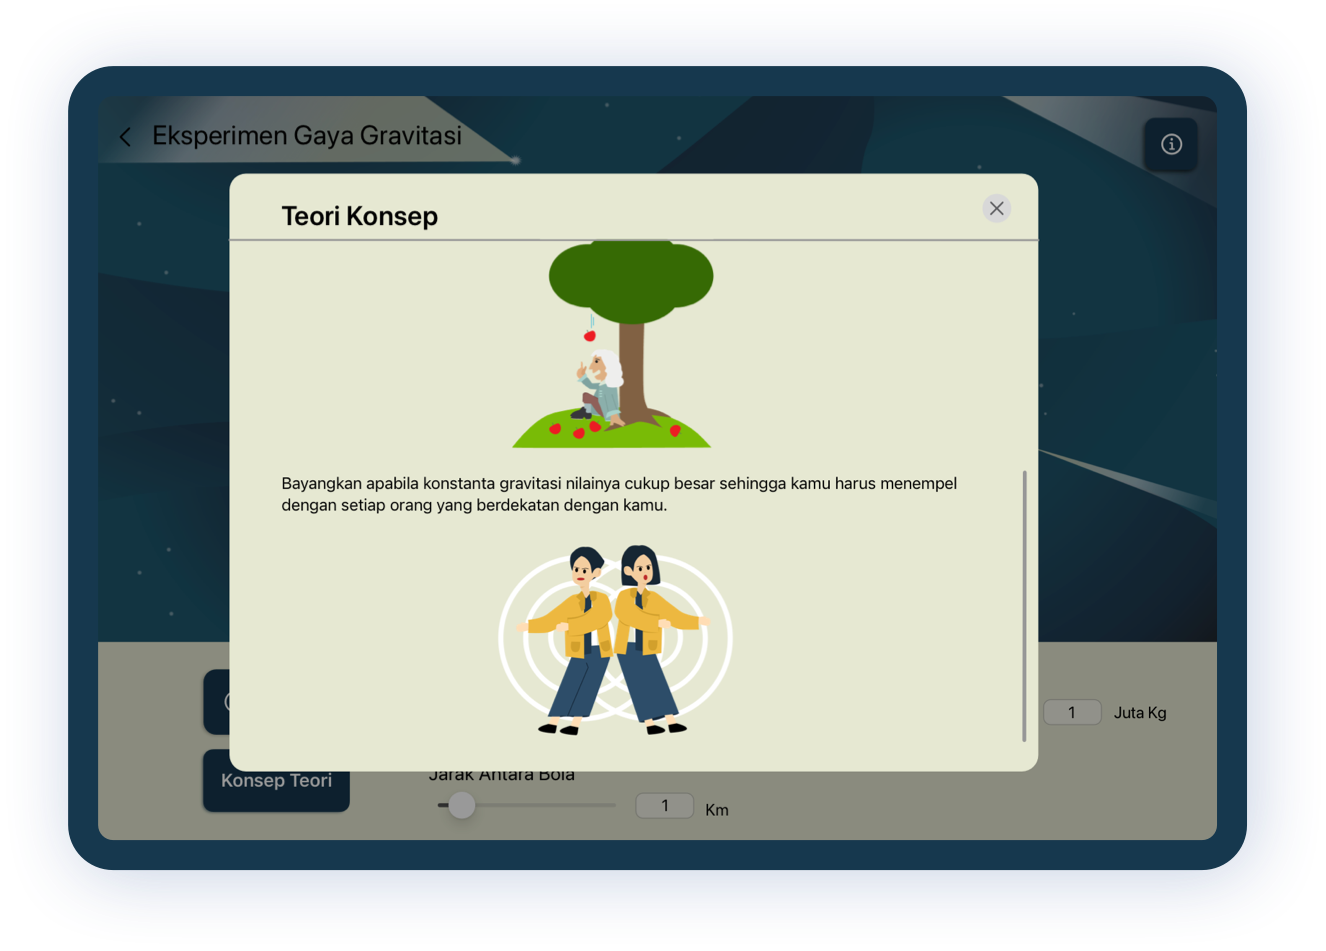 Eksperimen Gaya Gravitasi
Teori Konsep
Bayangkan apabila konstanta gravitasi nilainya cukup besar sehingga kamu harus menempel
dengan setiap orang yang berdekatan dengan kamu.
1 Juta Kg
Konsep Teori
Jarak Antara Bola
1 Km